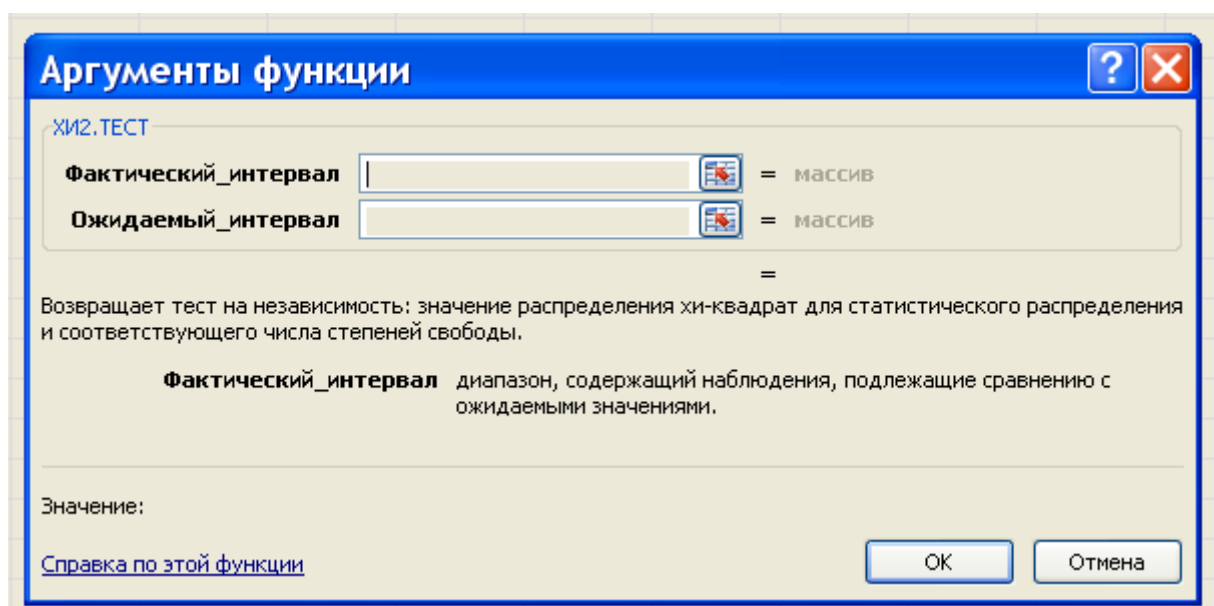 Аргументы функции
?
ХИ2.ТЕСТ
Фактический_интервал = массив
Ожидаемый_интервал = массив
=
Возвращает тест на независимость: значение распределения хи-квадрат для статистического распределения
и соответствующего числа степеней свободы.
Фактический_интервал диапазон, содержащий наблюдения, подлежащие сравнению с
ожидаемыми значениями.
Значение:
Справка по этой функции
ОК
Отмена